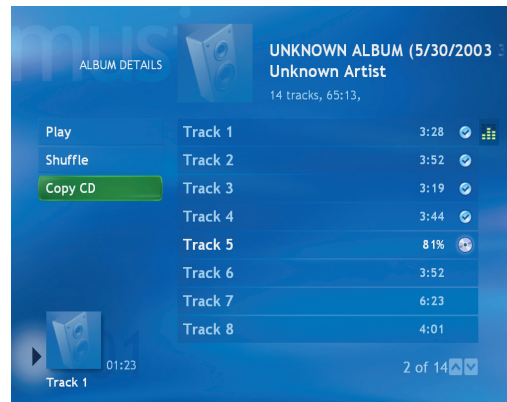 music
ALBUM DETAILS
UNKNOWN ALBUM (5/30/2003
Unknown Artist
14 tracks, 65:13,
Play
Shuffle
Copy CD
Track 1 3:28
Track 2 3:52
Track 3 3:19
Track 4 3:44
Track 5 81%
Track 6 3:52
Track 7 6:23
Track 8 4:01
01:23
Track 1
2 of 14